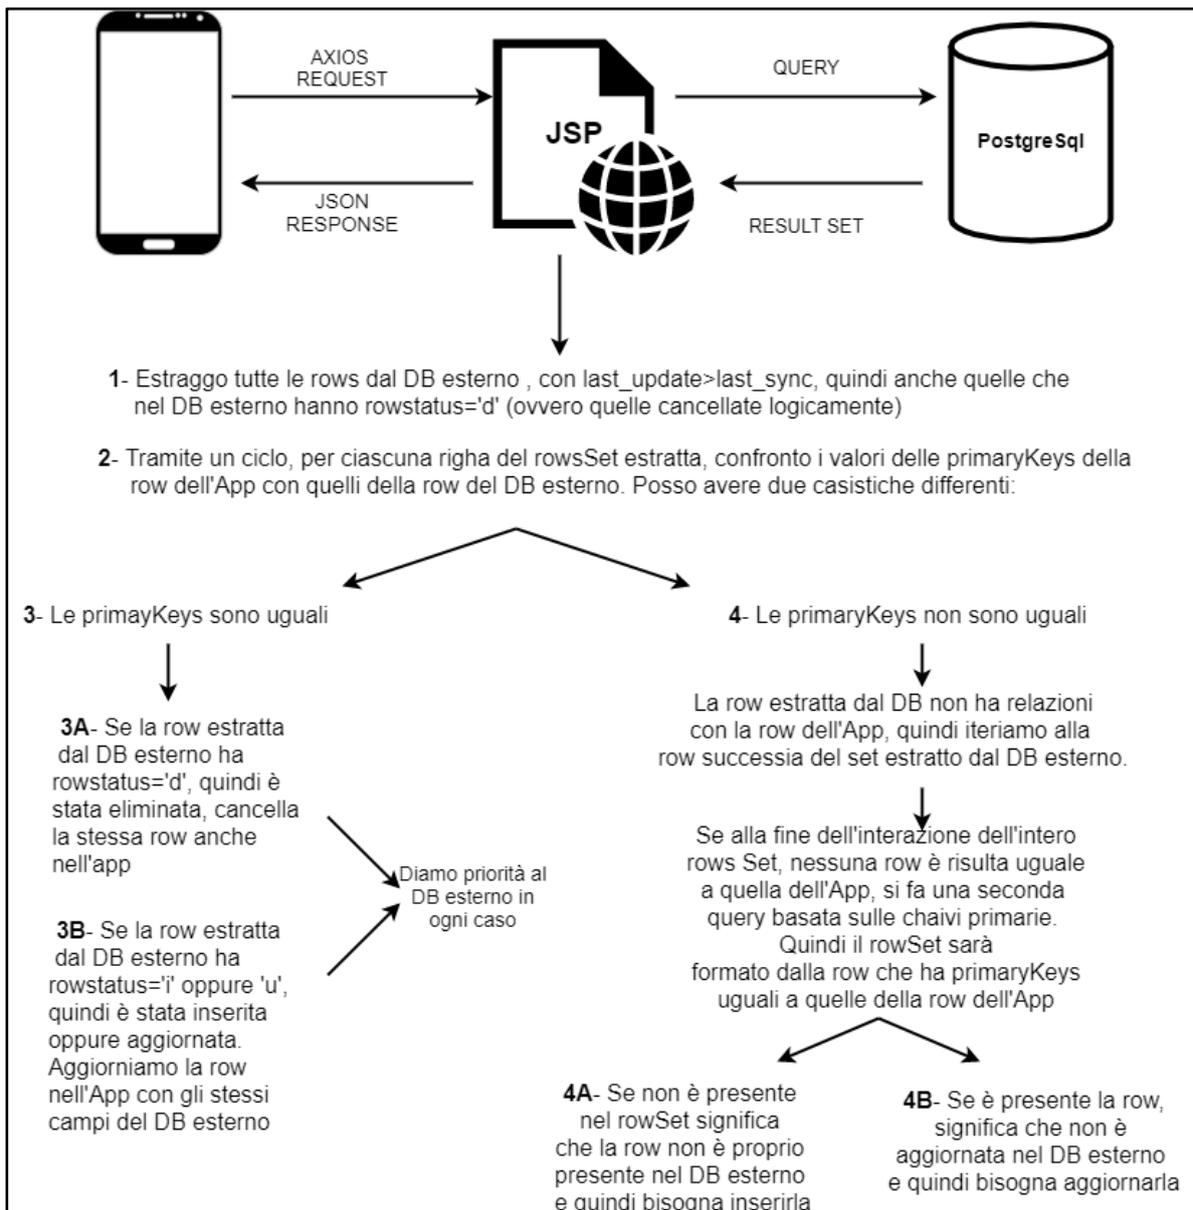 AXIOS
REQUEST
QUERY
JSP
PostgreSql
JSON
RESPONSE
RESULT SET
1- Estraggo tutte le rows dal DB esterno , con last_update>last_sync, quindi anche quelle che
nel DB esterno hanno rowstatus='d' (ovvero quelle cancellate logicamente)
2- Tramite un ciclo, per ciascuna righa del rowsSet estratta, confronto i valori delle primaryKeys della
row dell'App con quelli della row del DB esterno. Posso avere due casistiche differenti:
3- Le primayKeys sono uguali
3A- Se la row estratta
dal DB esterno ha
rowstatus='d', quindi è
stata eliminata, cancella
la stessa row anche
nell'app
3B- Se la row estratta
dal DB esterno ha
rowstatus='i' oppure 'u',
quindi è stata inserita
oppure aggiornata.
Aggiorniamo la row
nell'App con gli stessi
campi del DB esterno
Diamo priorità al
DB esterno in
ogni caso
4- Le primaryKeys non sono uguali
La row estratta dal DB non ha relazioni
con la row dell'App, quindi iteriamo alla
row successia del set estratto dal DB esterno.
Se alla fine dell'interazione dell'intero
rows Set, nessuna row è risulta uguale
a quella dell'App, si fa una seconda
query basata sulle chaivi primarie.
Quindi il rowSet sarà
formato dalla row che ha primaryKeys
uguali a quelle della row dell'App
4A- Se non è presente
nel rowSet significa
che la row non è proprio
presente nel DB esterno
e quindi bisogna inserirla
4B- Se è presente la row,
significa che non è
aggiornata nel DB esterno
e quindi bisogna aggiornarla